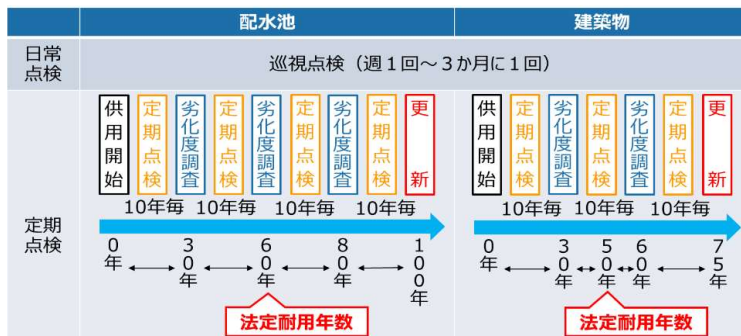 配水池
建築物
日常
点検
巡視点検（週１回～３か月に１回）
定期
点検
供用開始
定期点検
劣化度調査
定期点検
劣化度調査
定期点検
劣化度調査
定期点検
更新
10年毎
10年毎
10年毎
10年毎
0年
30年
60年
80年
100年
法定耐用年数
供用開始
定期点検
劣化度調査
定期点検
劣化度調査
定期点検
更新
10年毎
10年毎
10年毎
0年
30年
50年
60年
75年
法定耐用年数